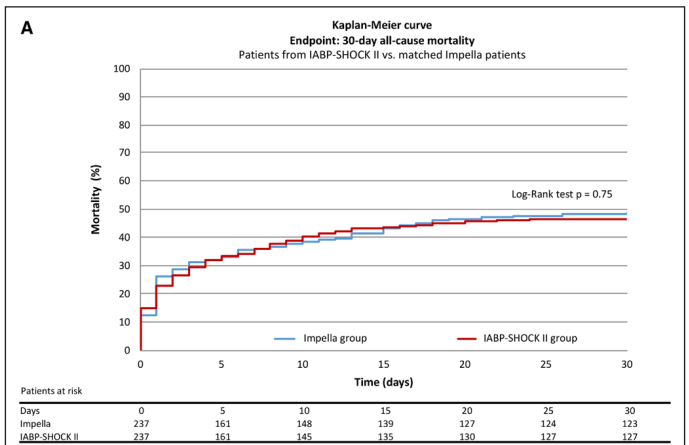 A
Kaplan-Meier curve
Endpoint: 30-day all-cause mortality
Patients from IABP-SHOCK II vs. matched Impella patients
100
90
80
70
60
50
40
30
20
10
0
Mortality (%)
Log-Rank test p = 0.75
Impella group IABP-SHOCK II group
0 5 10 15 20 25 30
Time (days)
Patients at risk
Days 0 5 10 15 20 25 30
Impella 237 161 148 139 127 124 123
IABP-SHOCK II 237 161 145 135 130 127 127